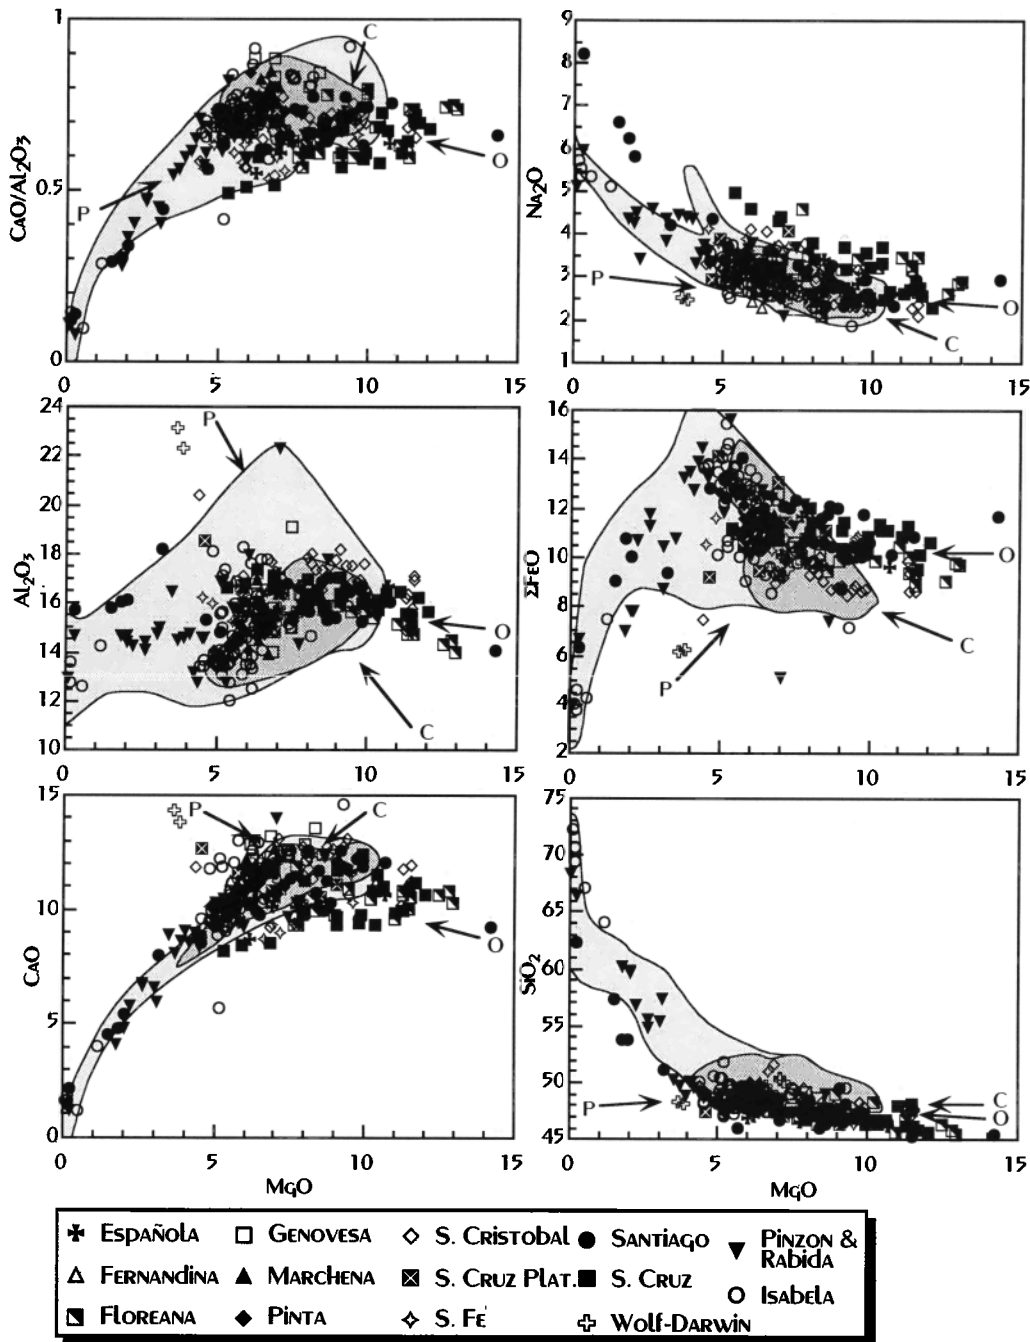 1
0.5
0
CaO/Al2O3
P
C
O
0 5 10 15
9
8
7
6
5
4
3
2
1
Na2O
P
O
C
0 5 10 15
24
22
20
18
16
14
12
10
Al2O3
P
O
C
0 5 10 15
16
14
12
10
8
6
4
2
ΣFeO
O
C
P
0 5 10 15
15
10
5
0
CaO
P
C
O
0 5 10 15
MgO
75
70
65
60
55
50
45
SiO2
P
C
O
0 5 10 15
MgO
Española Genovesa S. Cristobal Santiago Pinzon & Rabida
Fernandina Marchena S. Cruz Plat. S. Cruz Isabela
Floreana Pinta S. Fé Wolf-Darwin